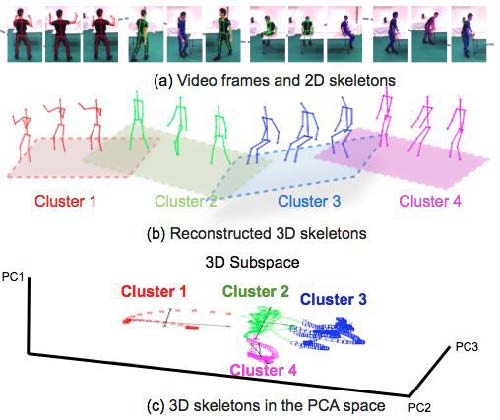 (a) Video frames and 2D skeletons
Cluster 1
Cluster 2
Cluster 3
Cluster 4
(b) Reconstructed 3D skeletons
3D Subspace
PC1
Cluster 1
Cluster 2
Cluster 3
Cluster 4
PC3
PC2
(c) 3D skeletons in the PCA space